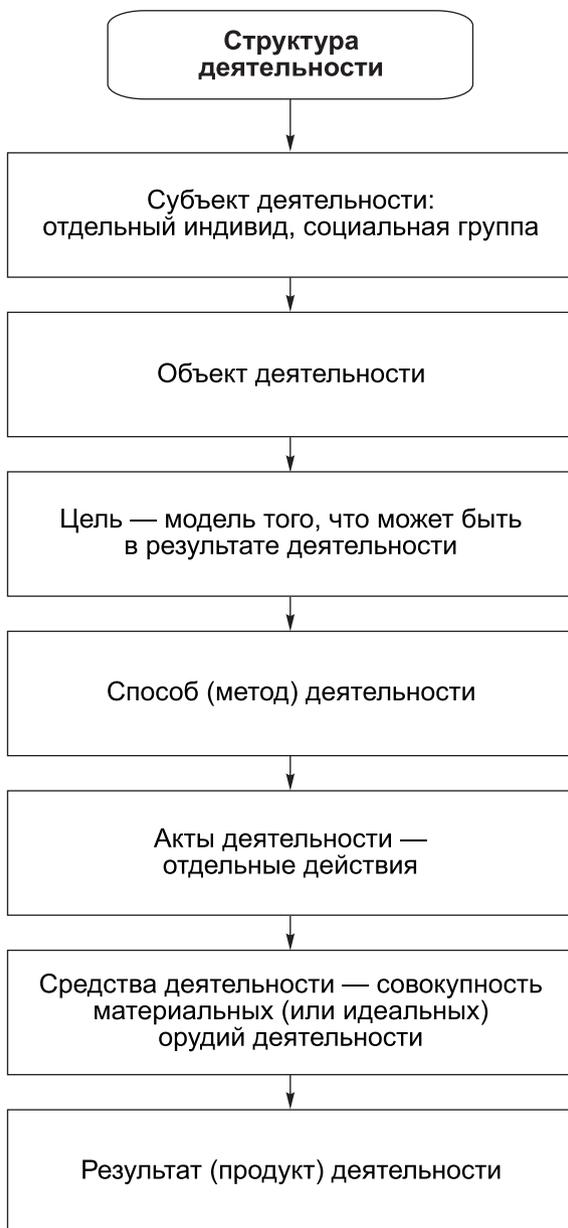 Структура
деятельности
Субъект деятельности:
отдельный индивид, социальная группа
Объект деятельности
Цель — модель того, что может быть
в результате деятельности
Способ (метод) деятельности
Акты деятельности —
отдельные действия
Средства деятельности — совокупность
материальных (или идеальных)
орудий деятельности
Результат (продукт) деятельности